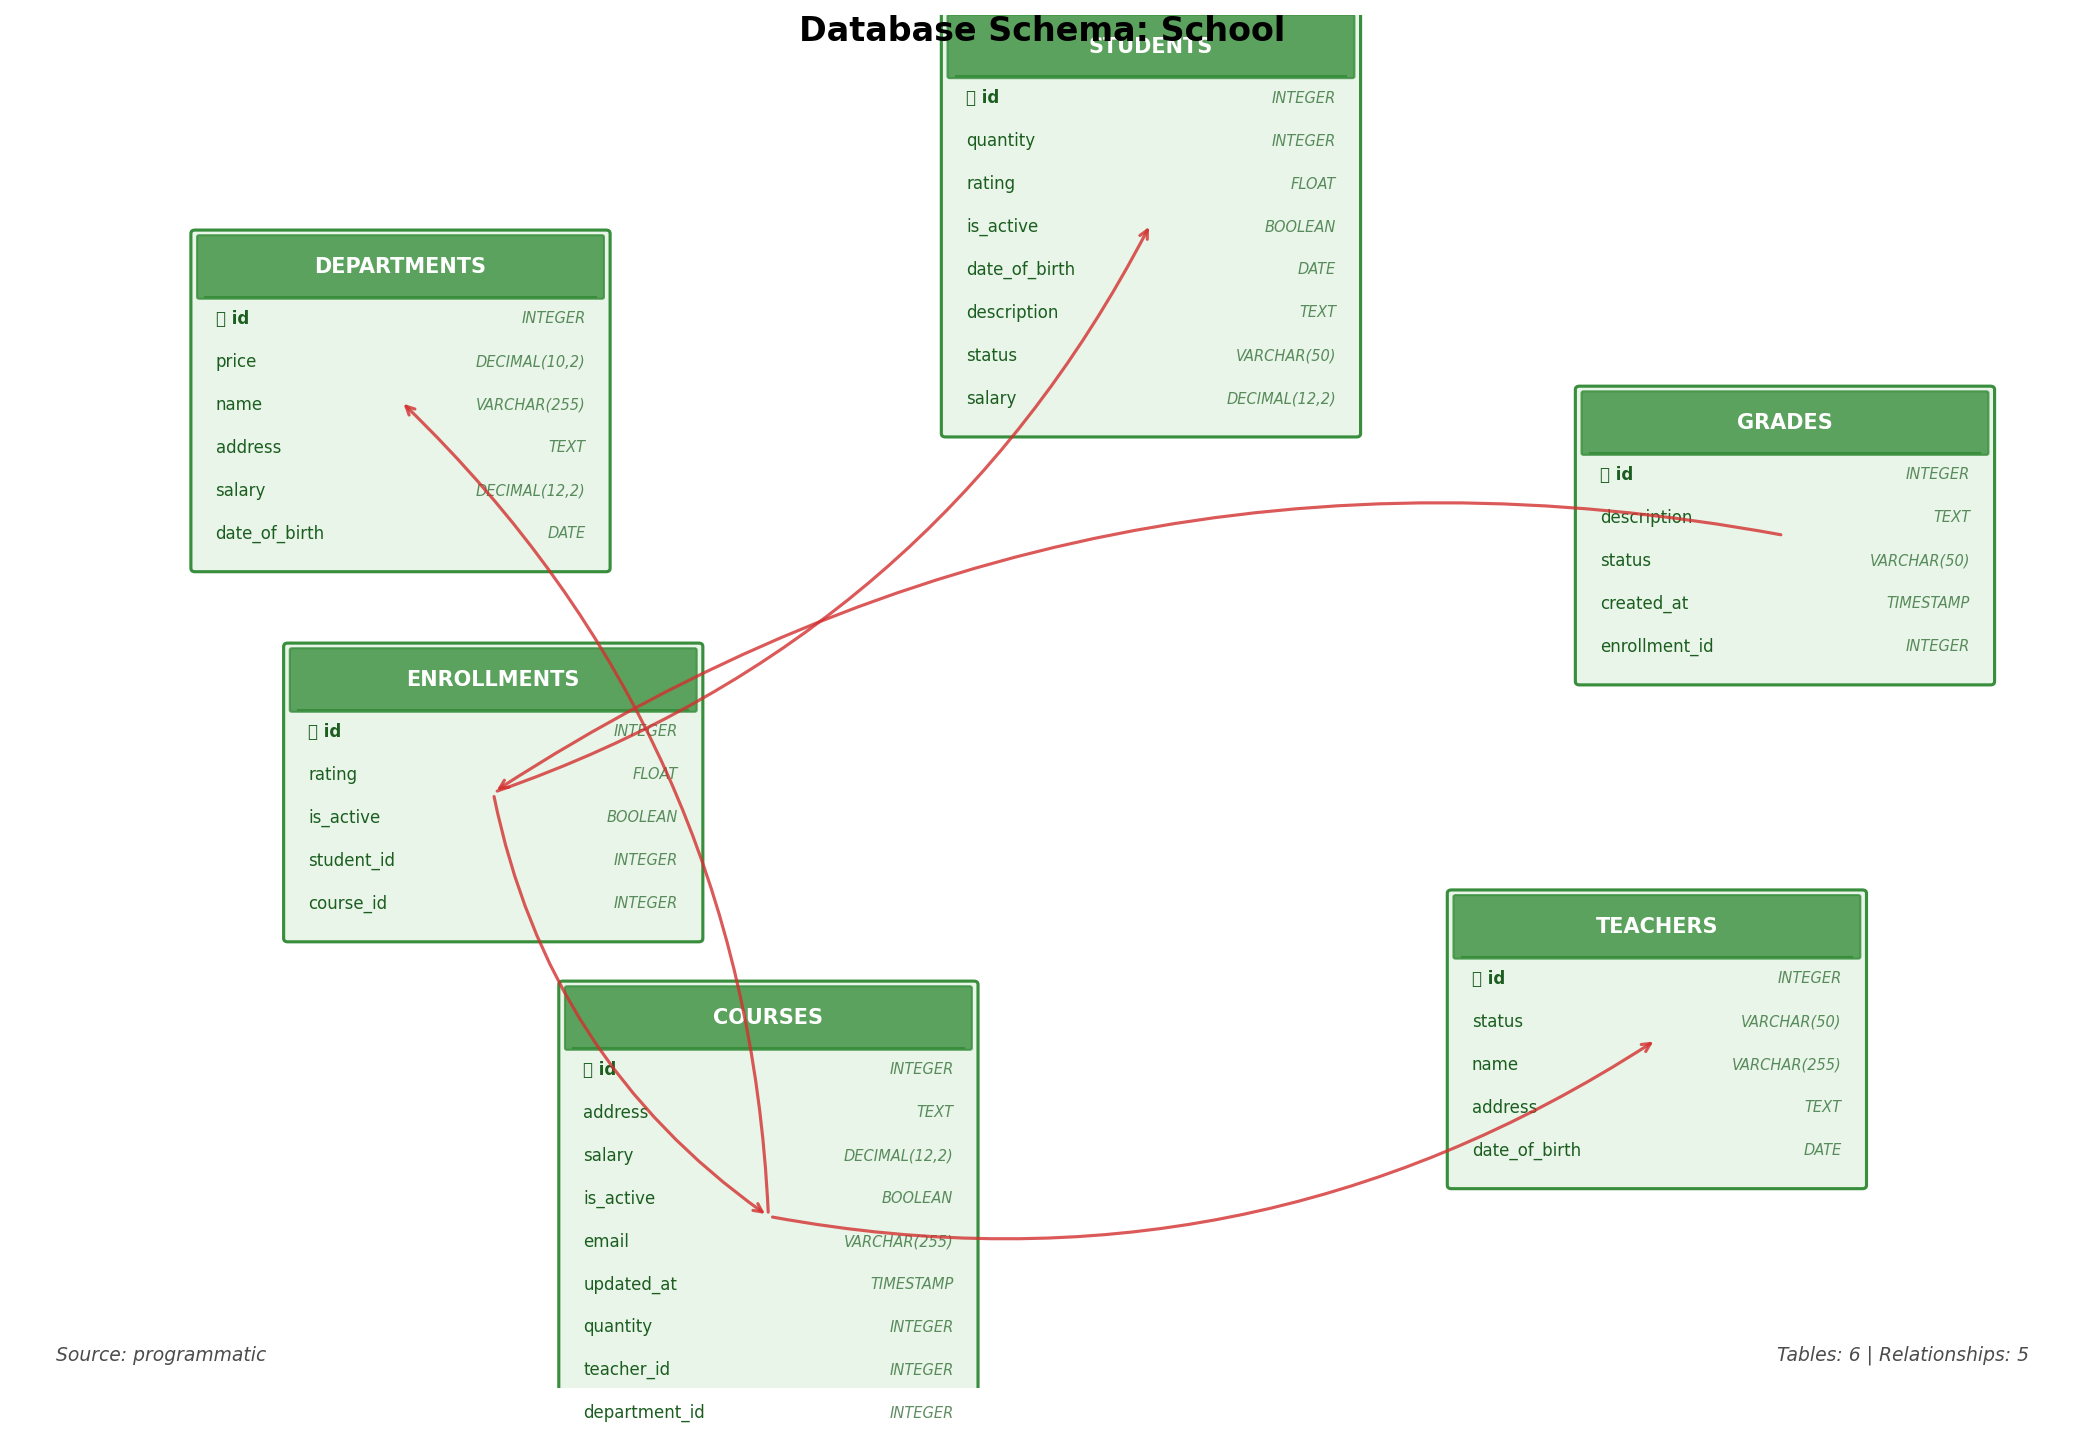 Database Schema: School
STUDENTS
id INTEGER
quantity INTEGER
rating FLOAT
is_active BOOLEAN
date_of_birth DATE
description TEXT
status VARCHAR(50)
salary DECIMAL(12,2)
DEPARTMENTS
id INTEGER
price DECIMAL(10,2)
name VARCHAR(255)
address TEXT
salary DECIMAL(12,2)
date_of_birth DATE
GRADES
id INTEGER
description TEXT
status VARCHAR(50)
created_at TIMESTAMP
enrollment_id INTEGER
ENROLLMENTS
id INTEGER
rating FLOAT
is_active BOOLEAN
student_id INTEGER
course_id INTEGER
TEACHERS
id INTEGER
status VARCHAR(50)
name VARCHAR(255)
address TEXT
date_of_birth DATE
COURSES
id INTEGER
address TEXT
salary DECIMAL(12,2)
is_active BOOLEAN
email VARCHAR(255)
updated_at TIMESTAMP
quantity INTEGER
teacher_id INTEGER
department_id INTEGER
Source: programmatic
Tables: 6 | Relationships: 5